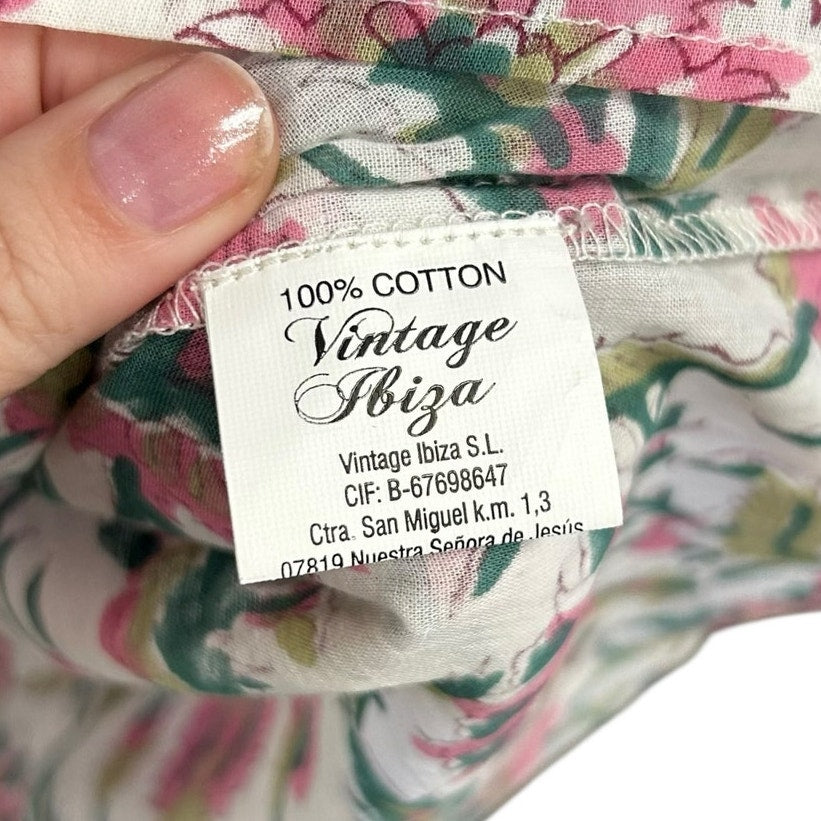 100% COTTON
Vintage
Ibiza
Vintage Ibiza S.L.
CIF: B-67698647
Ctra. San Miguel k.m. 1,3
07819 Nuestra Señora de Jesús